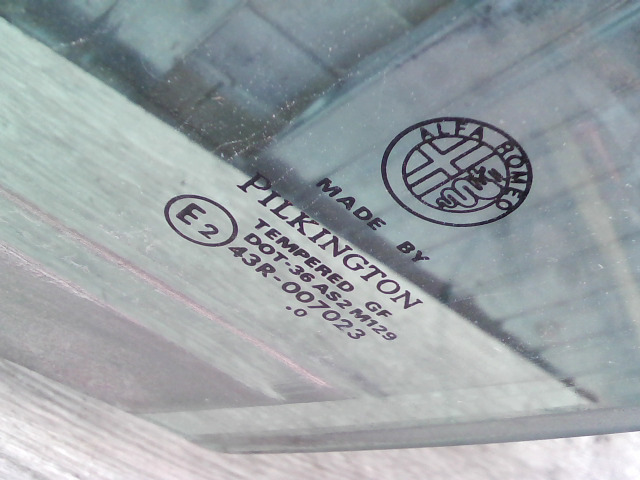 ALFA ROMEO
MADE BY
PILKINGTON
E2
TEMPERED GF
DOT-36 AS2 M129
43R-007023
.0